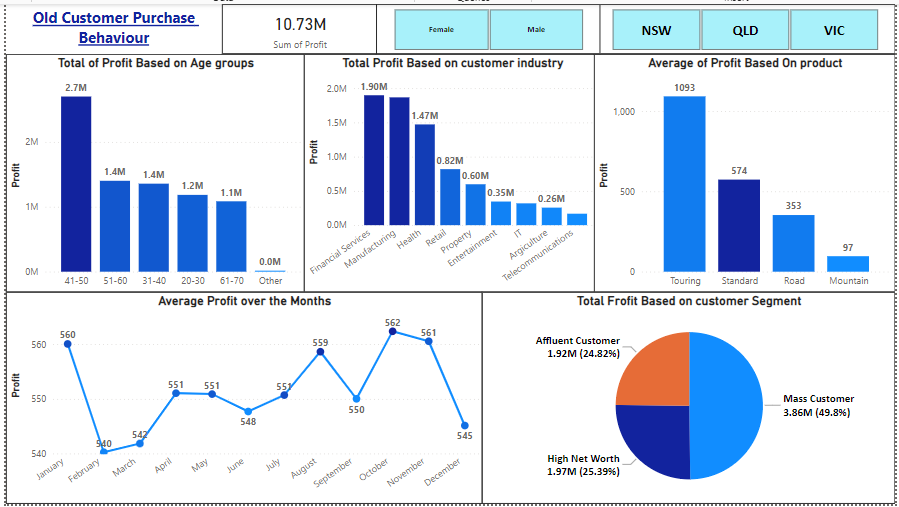 Old Customer Purchase
Behaviour
10.73M
Sum of Profit
Female
Male
NSW
QLD
VIC
Total of Profit Based on Age groups
Profit
2M
1M
0M
2.7M
1.4M
1.4M
1.2M
1.1M
0.0M
41-50
51-60
31-40
20-30
61-70
Other
Total Profit Based on customer industry
Profit
2.0M
1.5M
1.0M
0.5M
0.0M
1.90M
1.47M
0.82M
0.60M
0.35M
0.26M
Financial Services
Manufacturing
Health
Retail
Property
Entertainment
IT
Argiculture
Telecommunications
Average of Profit Based On product
Profit
1,000
500
0
1093
574
353
97
Touring
Standard
Road
Mountain
Average Profit over the Months
Profit
560
550
540
560
540
542
551
551
548
551
559
550
562
561
545
January
February
March
April
May
June
July
August
September
October
November
December
Total Frofit Based on customer Segment
Affluent Customer
1.92M (24.82%)
Mass Customer
3.86M (49.8%)
High Net Worth
1.97M (25.39%)